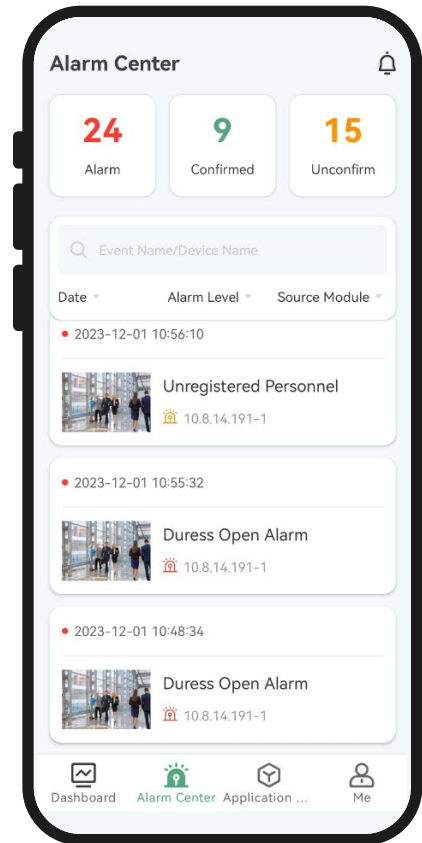 Alarm Center
24 9 15
Alarm Confirmed Unconfirm
Event Name/Device Name
Date Alarm Level Source Module
2023-12-01 10:56:10
Unregistered Personnel
10.8.14.191-1
2023-12-01 10:55:32
Duress Open Alarm
10.8.14.191-1
2023-12-01 10:48:34
Duress Open Alarm
10.8.14.191-1
Dashboard Alarm Center Application ... Me